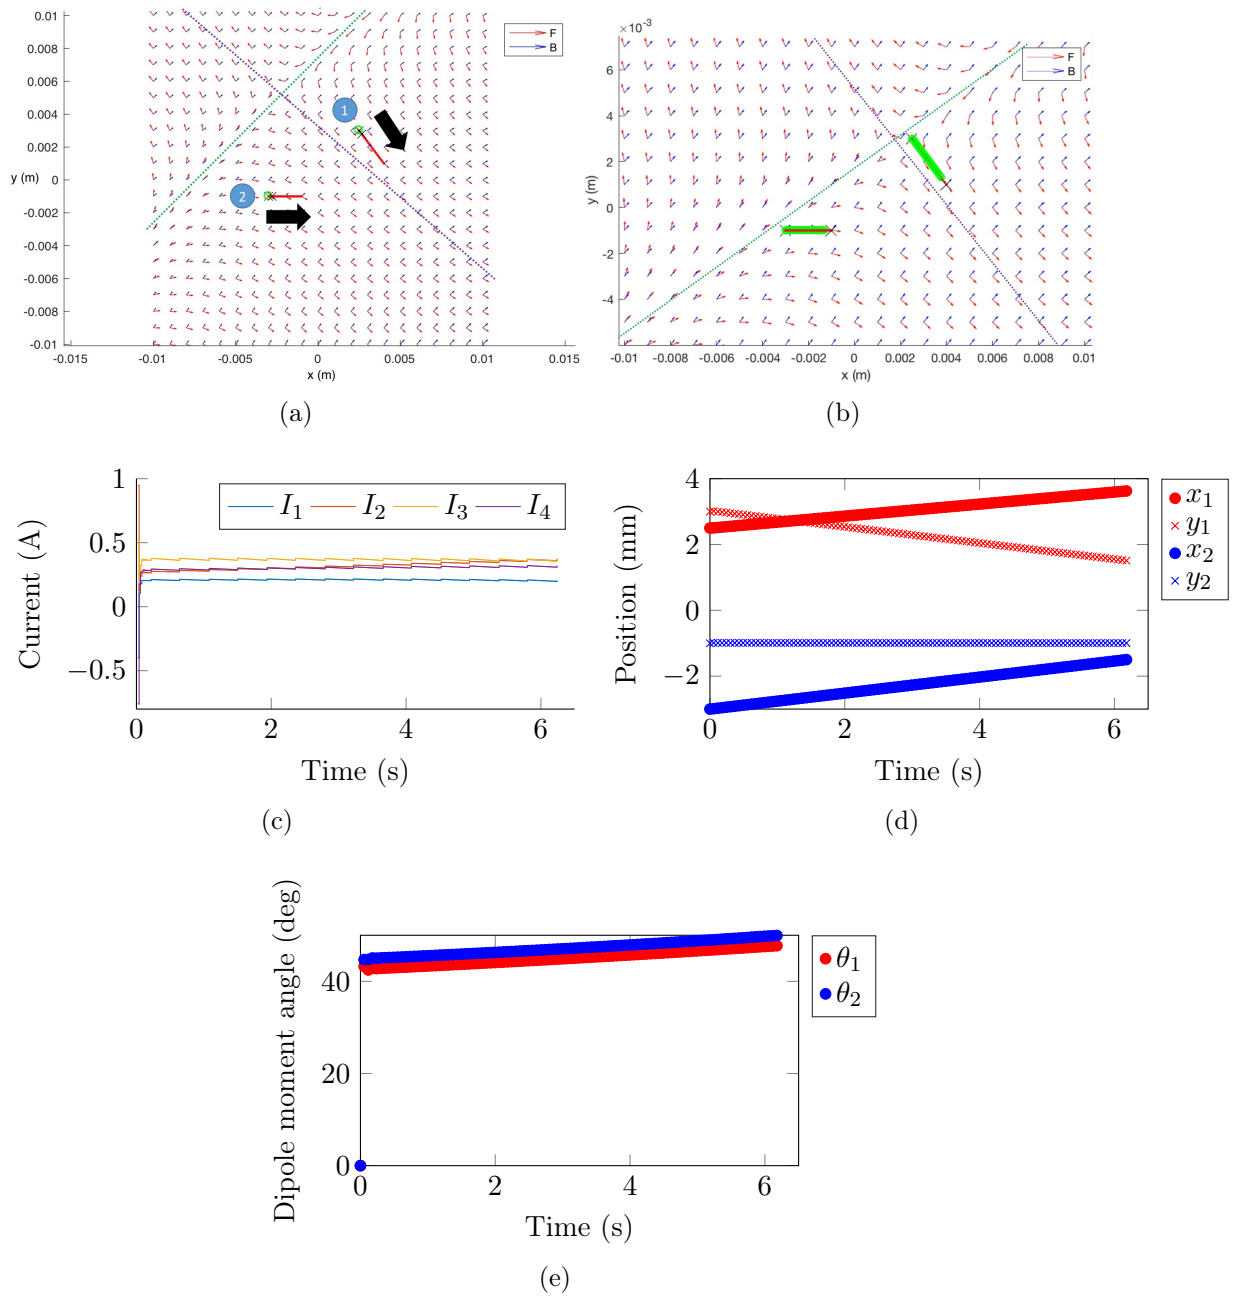 0.01
0.008
0.006
0.004
0.002
y (m)
0
-0.002
-0.004
-0.006
-0.008
-0.01
-0.015
-0.01
-0.005
0
0.005
0.01
0.015
x (m)
F
B
1
2
(a)
×10⁻³
6
4
2
0
-2
-4
y (m)
-0.01
-0.008
-0.006
-0.004
-0.002
0
0.002
0.004
0.006
0.008
0.01
x (m)
F
B
(b)
1
0.5
0
−0.5
Current (A)
I₁ I₂ I₃ I₄
0 2 4 6
Time (s)
(c)
4
2
0
−2
Position (mm)
x₁
y₁
x₂
y₂
0 2 4 6
Time (s)
(d)
40
20
0
Dipole moment angle (deg)
θ₁
θ₂
0 2 4 6
Time (s)
(e)